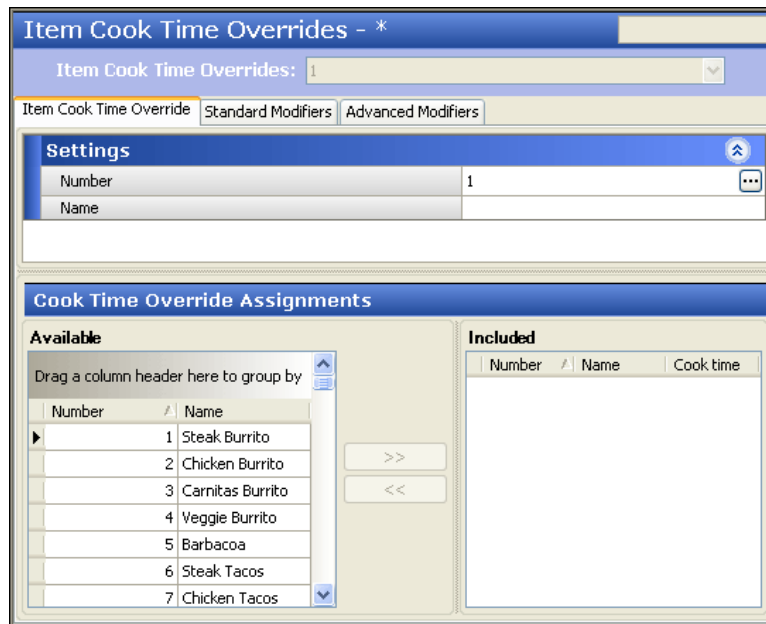 Item Cook Time Overrides - *
Item Cook Time Overrides: 1
Item Cook Time Override Standard Modifiers Advanced Modifiers
Settings
Number 1 ...
Name
Cook Time Override Assignments
Available Included
Drag a column header here to group by
Number Name Cook time
Number Name
1 Steak Burrito
2 Chicken Burrito
3 Carnitas Burrito
4 Veggie Burrito
5 Barbacoa
6 Steak Tacos
7 Chicken Tacos
>>
<<